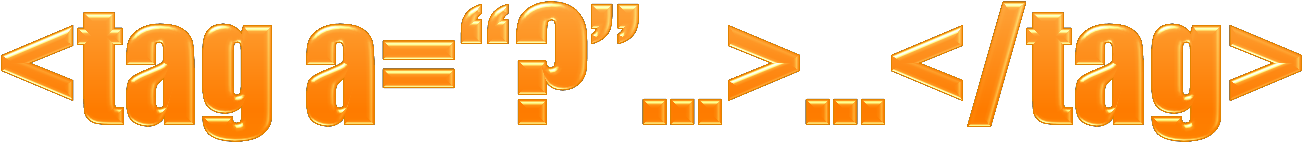 <tag a=“?” ...> ... </tag>